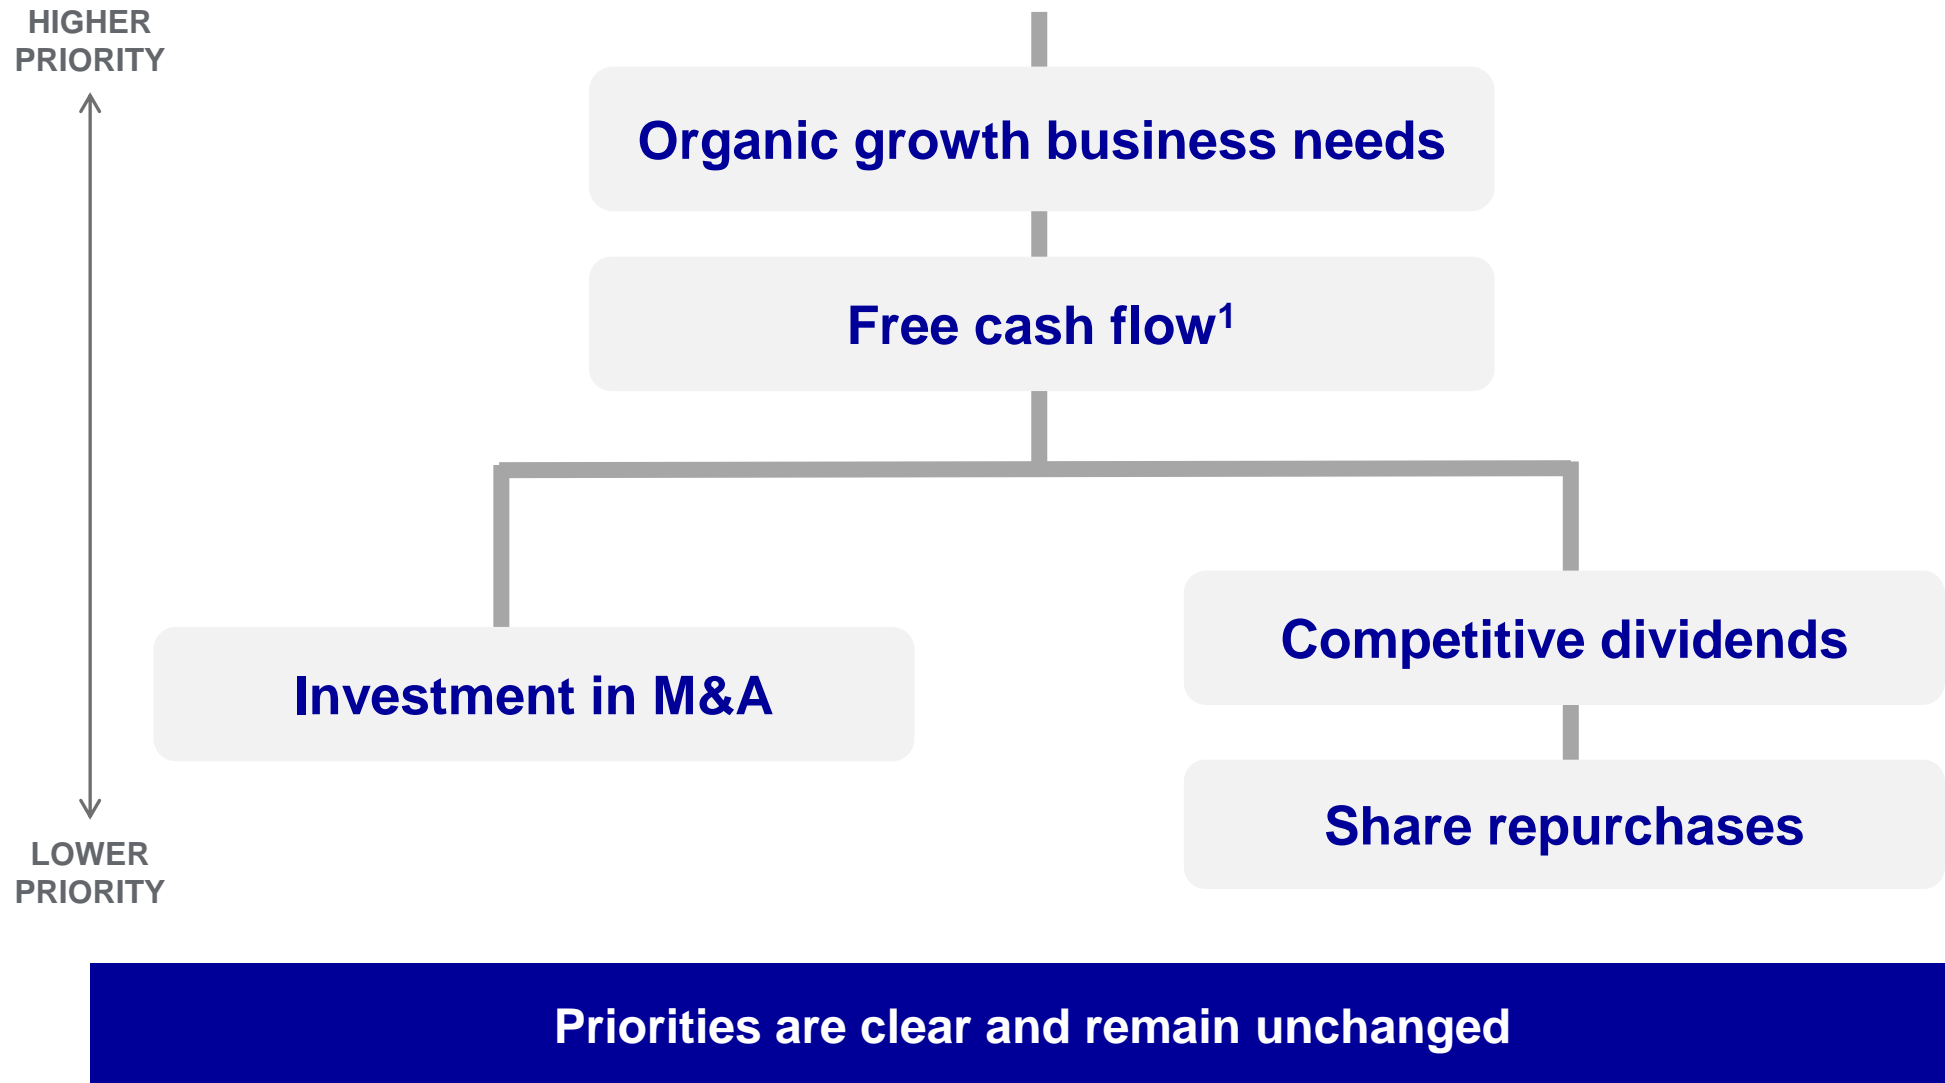 HIGHER
PRIORITY
Organic growth business needs
Free cash flow¹
Competitive dividends
Investment in M&A
Share repurchases
LOWER
PRIORITY
Priorities are clear and remain unchanged